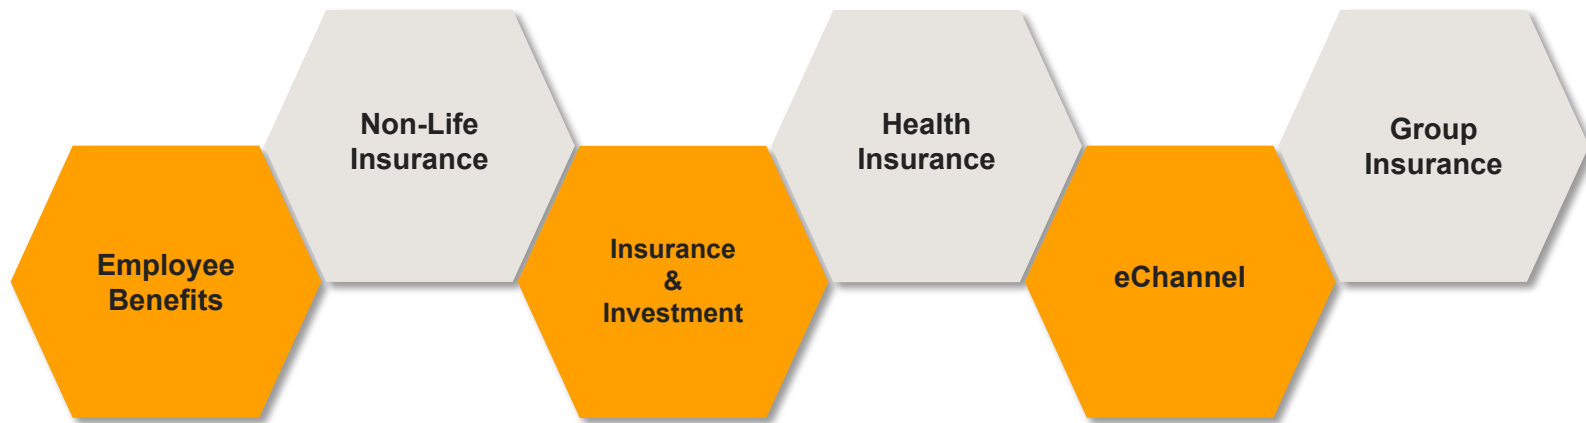 Employee
Benefits
Non-Life
Insurance
Insurance
&
Investment
Health
Insurance
eChannel
Group
Insurance